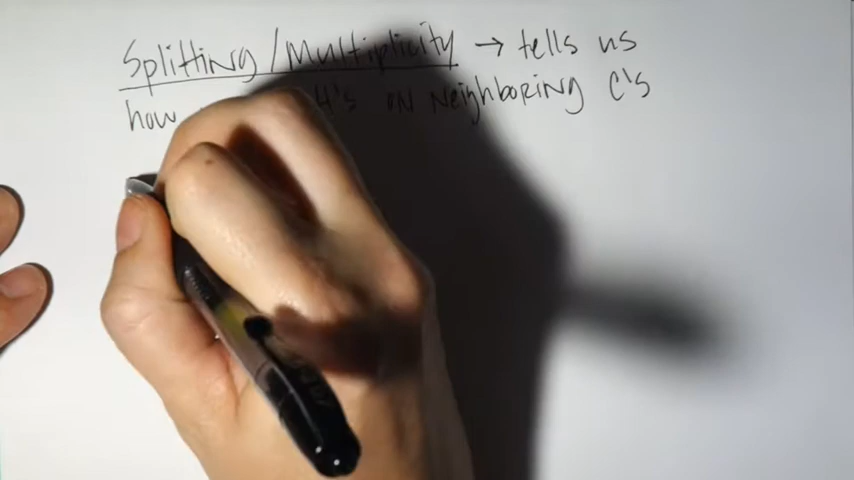 Splitting/Multiplicity → tells us
how H's on Neighboring C's